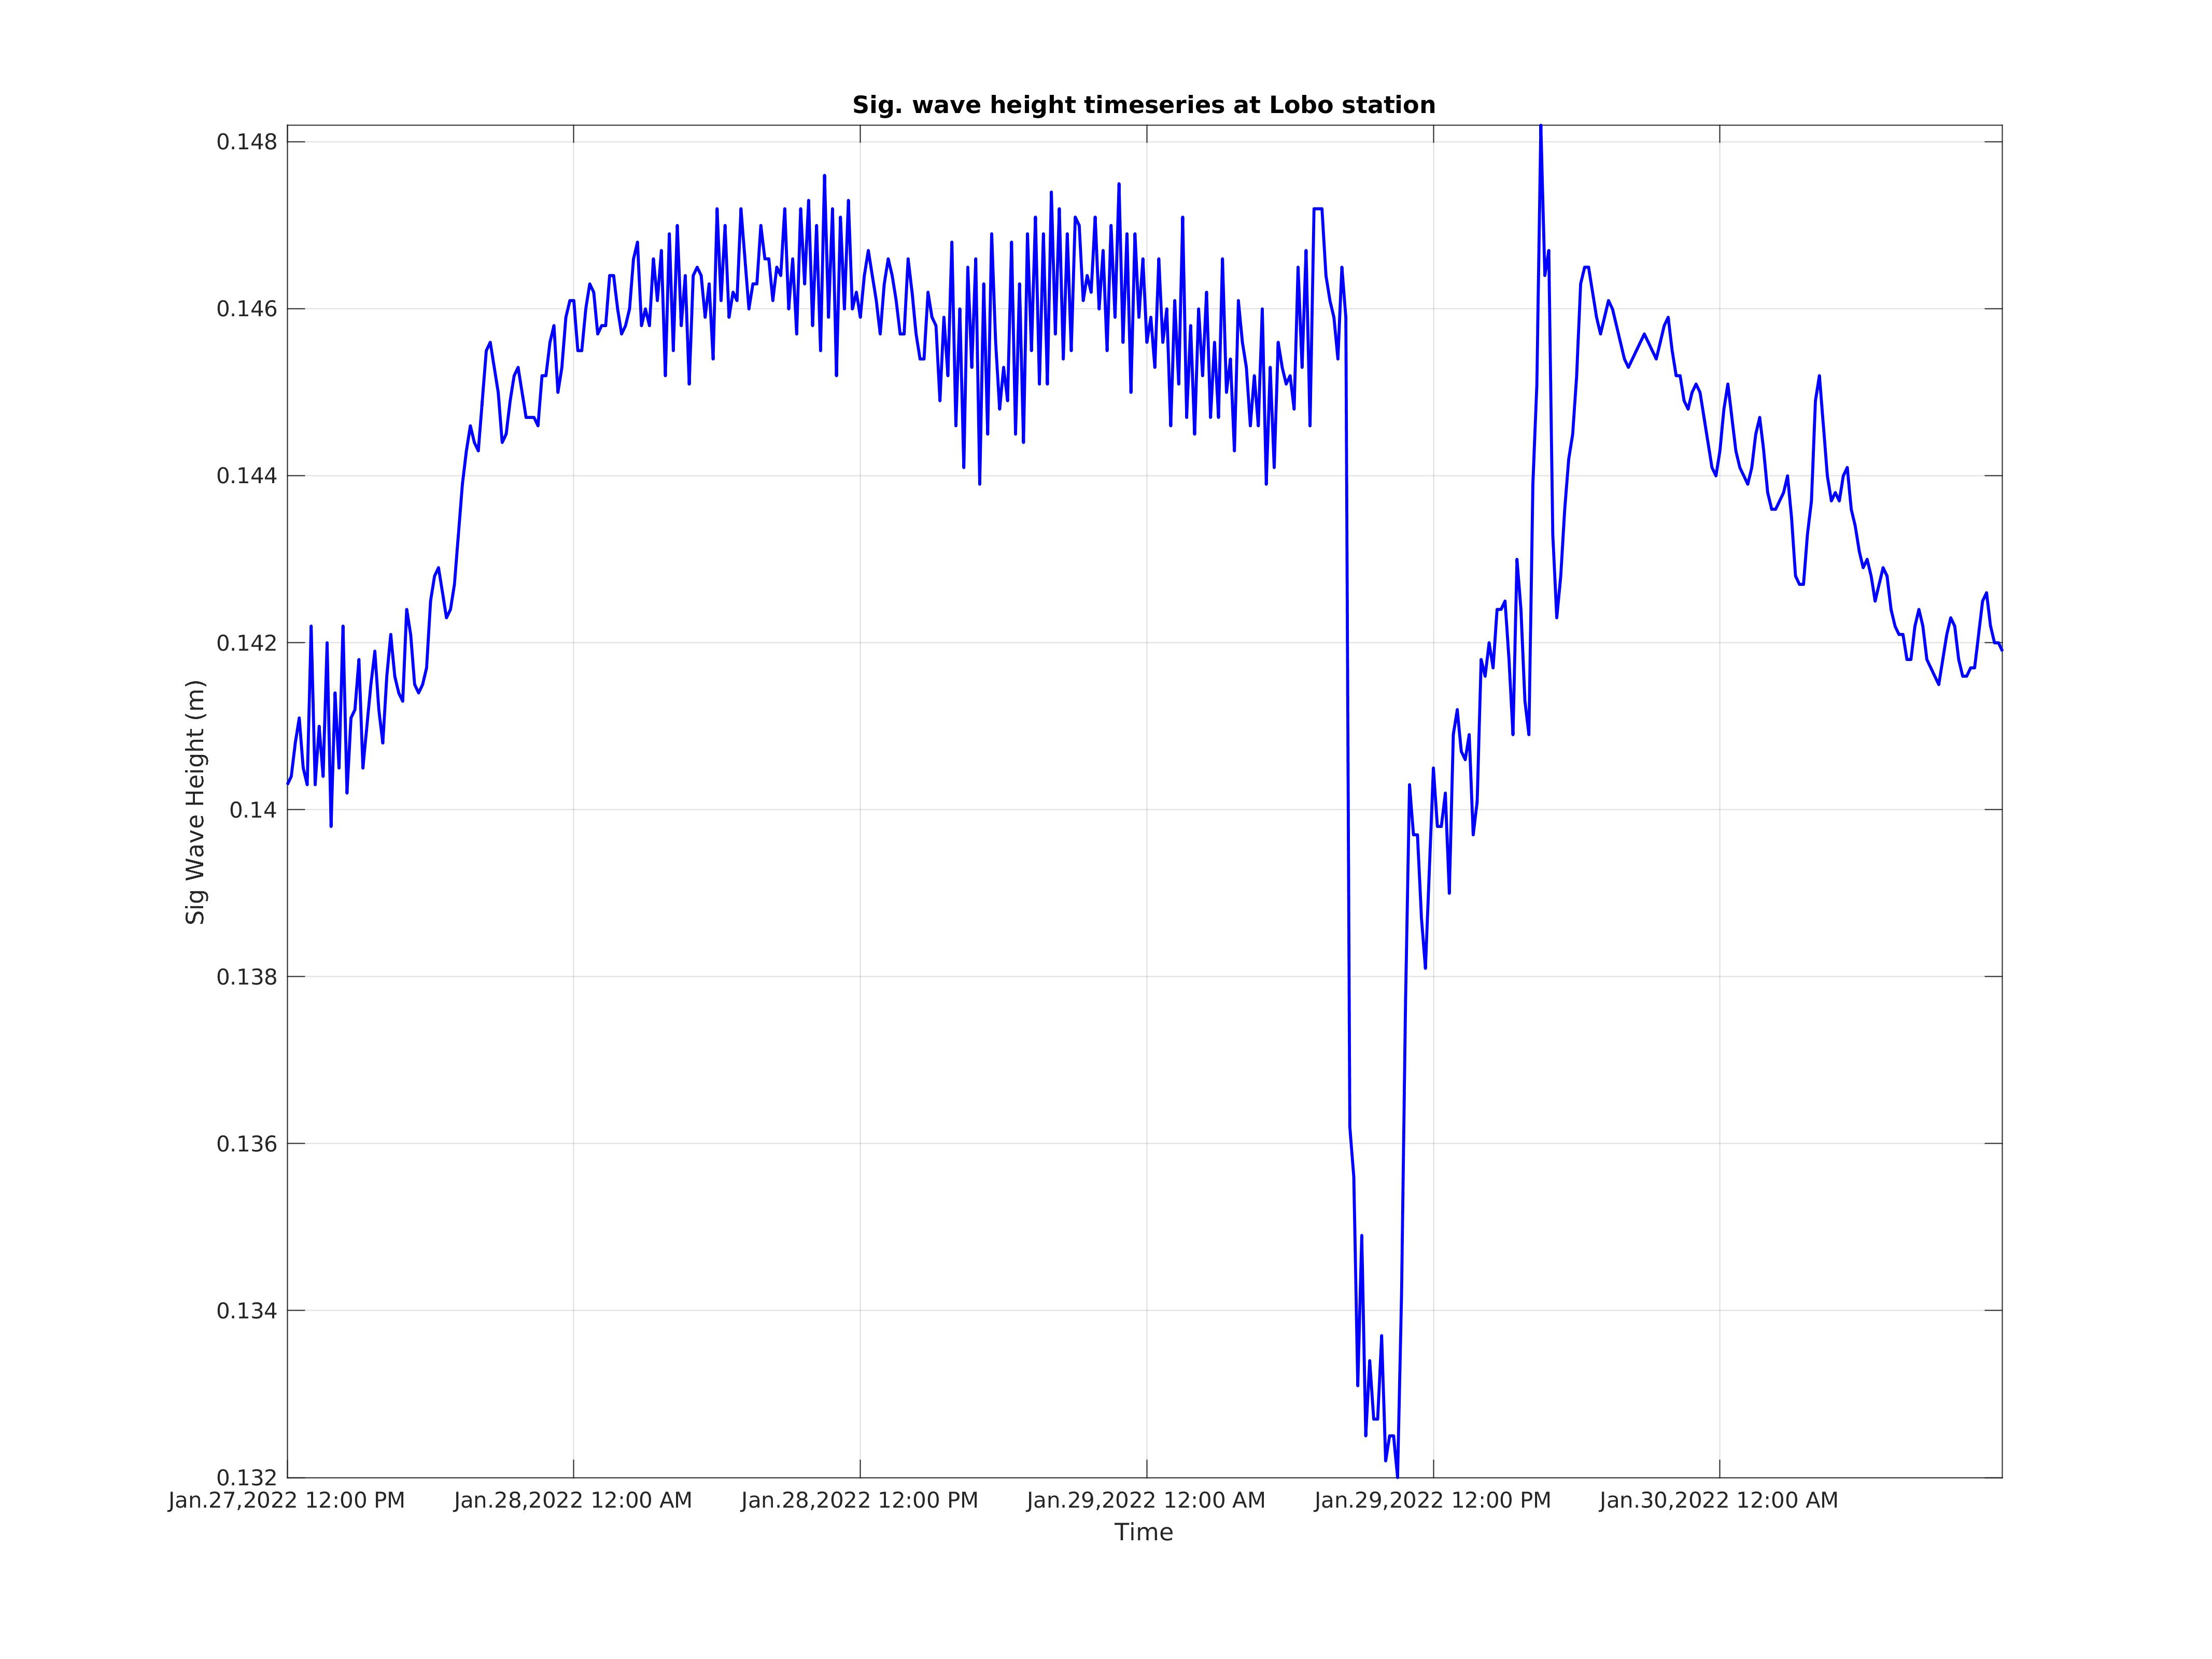 Sig. wave height timeseries at Lobo station
0.148
0.146
0.144
0.142
0.14
0.138
0.136
0.134
0.132
Sig Wave Height (m)
Jan.27,2022 12:00 PM Jan.28,2022 12:00 AM Jan.28,2022 12:00 PM Jan.29,2022 12:00 AM Jan.29,2022 12:00 PM Jan.30,2022 12:00 AM
Time